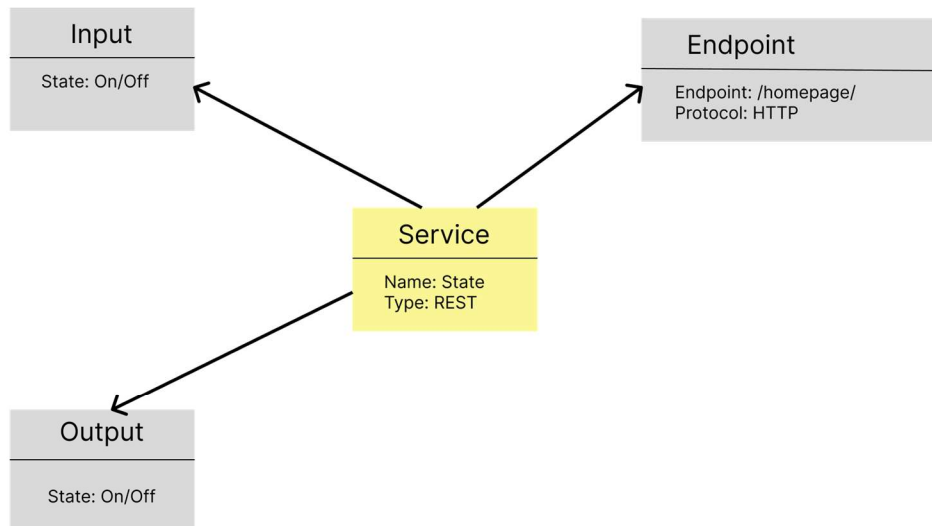 Input
State: On/Off
Endpoint
Endpoint: /homepage/
Protocol: HTTP
Service
Name: State
Type: REST
Output
State: On/Off